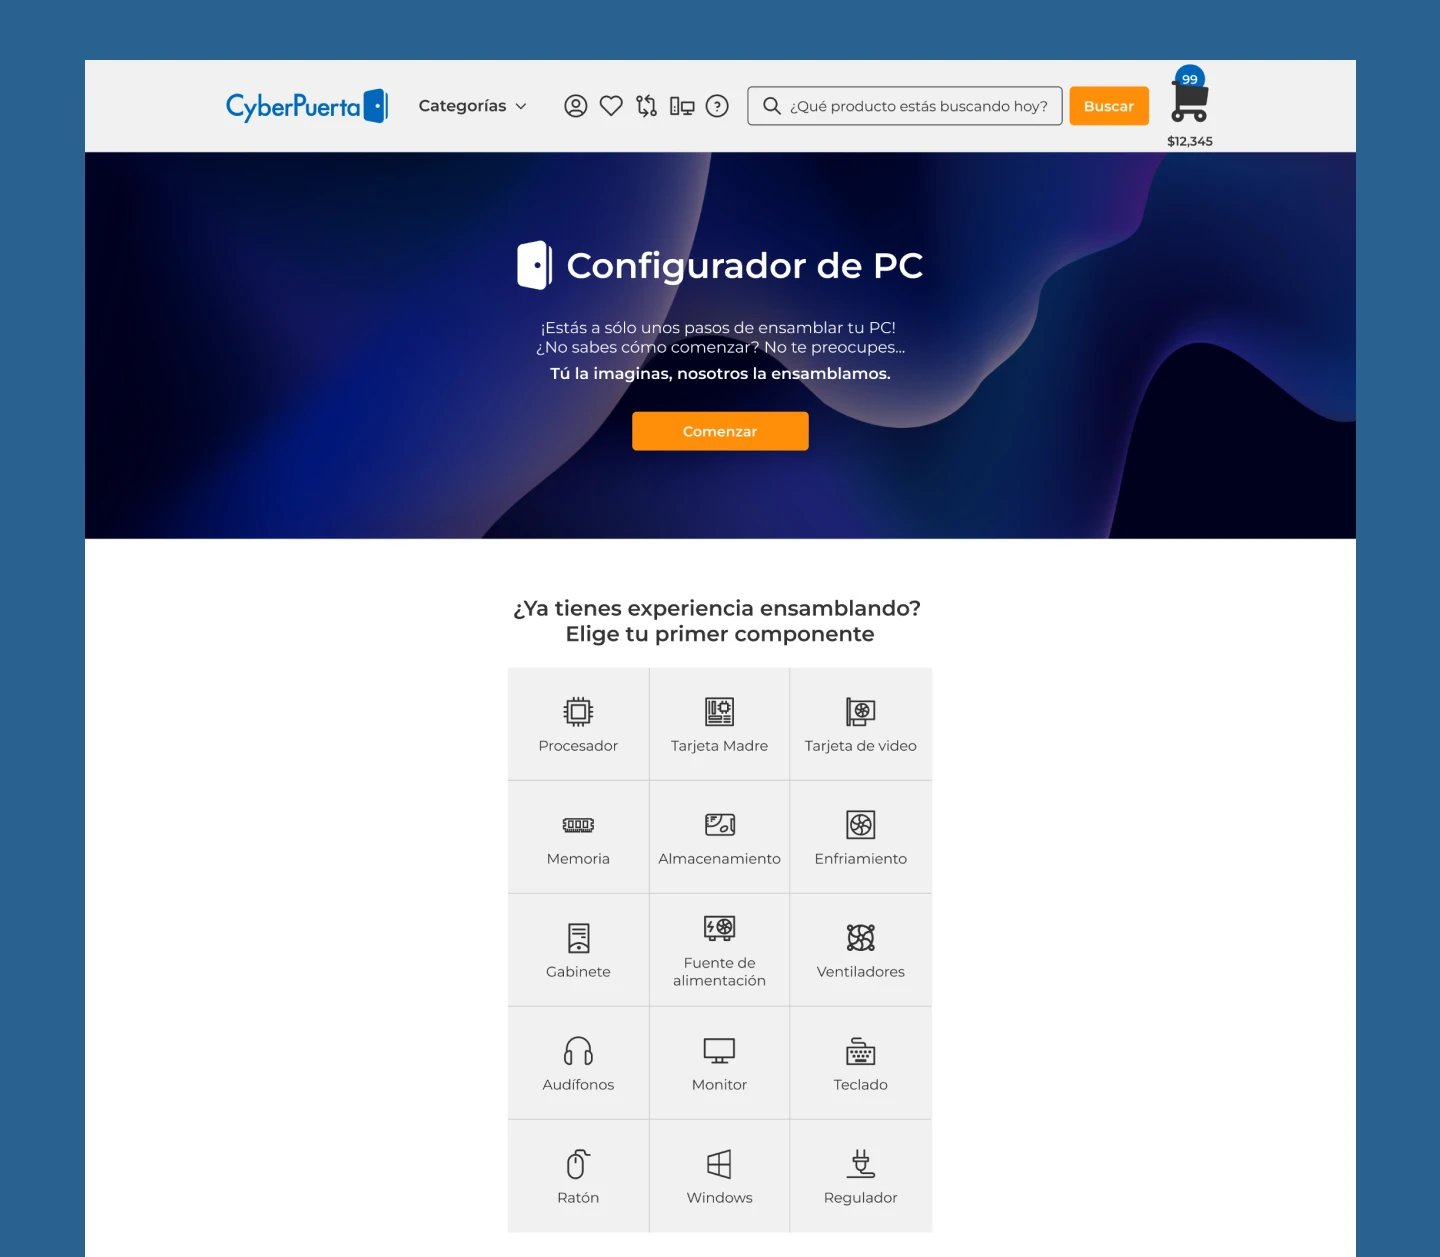 CyberPuerta
Categorías
¿Qué producto estás buscando hoy?
Buscar
99
$12,345
Configurador de PC
¡Estás a sólo unos pasos de ensamblar tu PC!
¿No sabes cómo comenzar? No te preocupes...
Tú la imaginas, nosotros la ensamblamos.
Comenzar
¿Ya tienes experiencia ensamblando?
Elige tu primer componente
Procesador
Tarjeta Madre
Tarjeta de video
Memoria
Almacenamiento
Enfriamiento
Gabinete
Fuente de
alimentación
Ventiladores
Audífonos
Monitor
Teclado
Ratón
Windows
Regulador